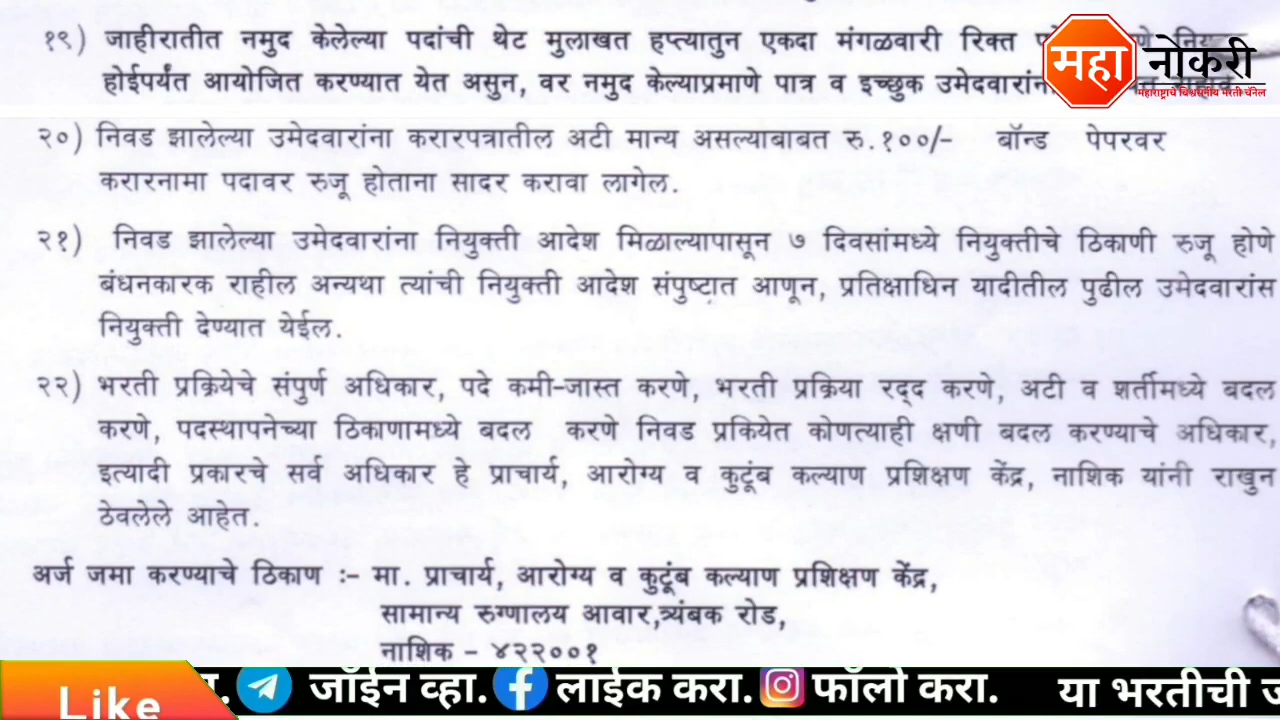 १९) जाहीरातीत नमुद केलेल्या पदांची थेट मुलाखत हप्त्यातुन एकदा मंगळवारी रिक्त
होईपर्यंत आयोजित करण्यात येत असुन, वर नमुद केल्याप्रमाणे पात्र व इच्छुक
महा नोकरी
महाराष्ट्राचे विश्वसनीय भरती चॅनेल
२०) निवड झालेल्या उमेदवारांना करारपत्रातील अटी मान्य असल्याबाबत रु.१००/- बॉन्ड पेपरवर
करारनामा पदावर रुजू होताना सादर करावा लागेल.
२१) निवड झालेल्या उमेदवारांना नियुक्ती आदेश मिळाल्यापासून ७ दिवसांमध्ये नियुक्तीचे ठिकाणी रुजू होणे
बंधनकारक राहील अन्यथा त्यांची नियुक्ती आदेश संपुष्टात आणून, प्रतिक्षाधिन यादीतील पुढील उमेदवारांस
नियुक्ती देण्यात येईल.
२२) भरती प्रक्रियेचे संपुर्ण अधिकार, पदे कमी-जास्त करणे, भरती प्रक्रिया रद्द करणे, अटी व शर्तीमध्ये बदल
करणे, पदस्थापनेच्या ठिकाणामध्ये बदल करणे निवड प्रकियेत कोणत्याही क्षणी बदल करण्याचे अधिकार,
इत्यादी प्रकारचे सर्व अधिकार हे प्राचार्य, आरोग्य व कुटूंब कल्याण प्रशिक्षण केंद्र, नाशिक यांनी राखुन
ठेवलेले आहेत.
अर्ज जमा करण्याचे ठिकाण :- मा. प्राचार्य, आरोग्य व कुटूंब कल्याण प्रशिक्षण केंद्र,
सामान्य रुग्णालय आवार,त्र्यंबक रोड,
नाशिक - ४२२००१
Like
जॉईन व्हा. लाईक करा. फॉलो करा. या भरतीची